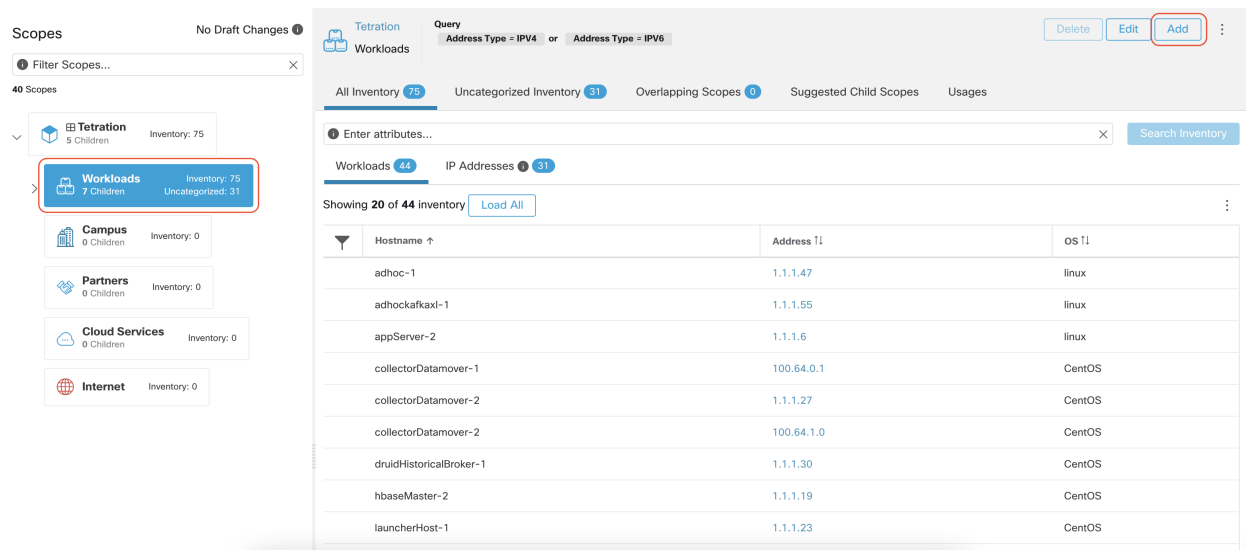 Scopes
No Draft Changes
Filter Scopes...
40 Scopes
Tetration
5 Children
Inventory: 75
Workloads
7 Children
Inventory: 75
Uncategorized: 31
Campus
0 Children
Inventory: 0
Partners
0 Children
Inventory: 0
Cloud Services
0 Children
Inventory: 0
Internet
Inventory: 0
Tetration
Workloads
Query
Address Type = IPV4 or Address Type = IPV6
Delete
Edit
Add
All Inventory 75
Uncategorized Inventory 31
Overlapping Scopes 0
Suggested Child Scopes
Usages
Enter attributes...
Search Inventory
Workloads 44
IP Addresses 31
Showing 20 of 44 inventory
Load All
Hostname ↑ Address ↑↓ OS ↑↓
adhoc-1 1.1.1.47 linux
adhockafkaxl-1 1.1.1.55 linux
appServer-2 1.1.1.6 linux
collectorDatamover-1 100.64.0.1 CentOS
collectorDatamover-2 1.1.1.27 CentOS
collectorDatamover-2 100.64.1.0 CentOS
druidHistoricalBroker-1 1.1.1.30 CentOS
hbaseMaster-2 1.1.1.19 CentOS
launcherHost-1 1.1.1.23 CentOS